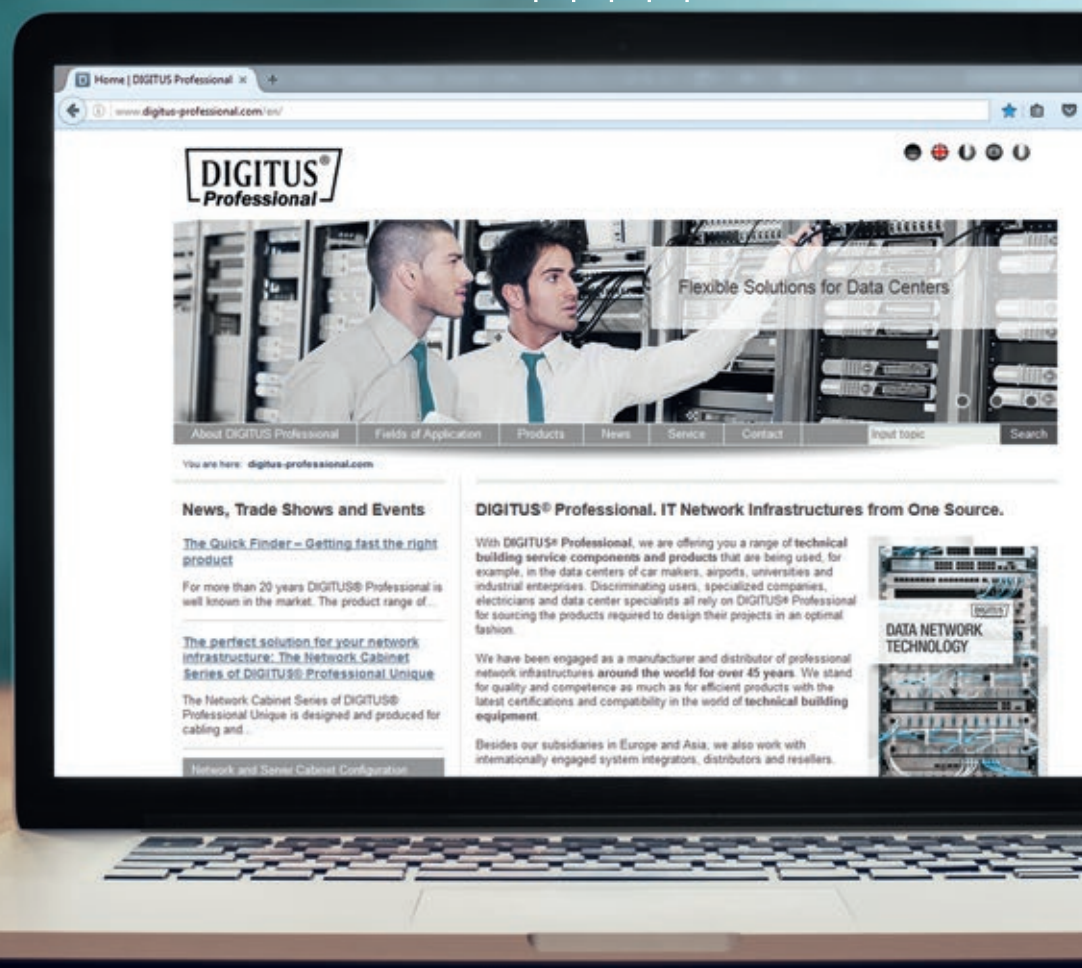 Home | DIGITUS Professional
www.digitus-professional.com/en/
DIGITUS®
Professional
Flexible Solutions for Data Centers
About DIGITUS Professional
Fields of Application
Products
News
Service
Contact
Input topic
Search
You are here: digitus-professional.com
News, Trade Shows and Events
The Quick Finder – Getting fast the right
product
For more than 20 years DIGITUS® Professional is
well known in the market. The product range of...
The perfect solution for your network
infrastructure: The Network Cabinet
Series of DIGITUS® Professional Unique
The Network Cabinet Series of DIGITUS®
Professional Unique is designed and produced for
cabling and...
Network and Server Cabinet Configuration
DIGITUS® Professional. IT Network Infrastructures from One Source.
With DIGITUS® Professional, we are offering you a range of technical
building service components and products that are being used, for
example, in the data centers of car makers, airports, universities and
industrial enterprises. Discriminating users, specialized companies,
electricians and data center specialists all rely on DIGITUS® Professional
for sourcing the products required to design their projects in an optimal
fashion.
We have been engaged as a manufacturer and distributor of professional
network infrastructures around the world for over 45 years. We stand
for quality and competence as much as for efficient products with the
latest certifications and compatibility in the world of technical building
equipment.
Besides our subsidiaries in Europe and Asia, we also work with
internationally engaged system integrators, distributors and resellers.
DIGITUS
DATA NETWORK
TECHNOLOGY